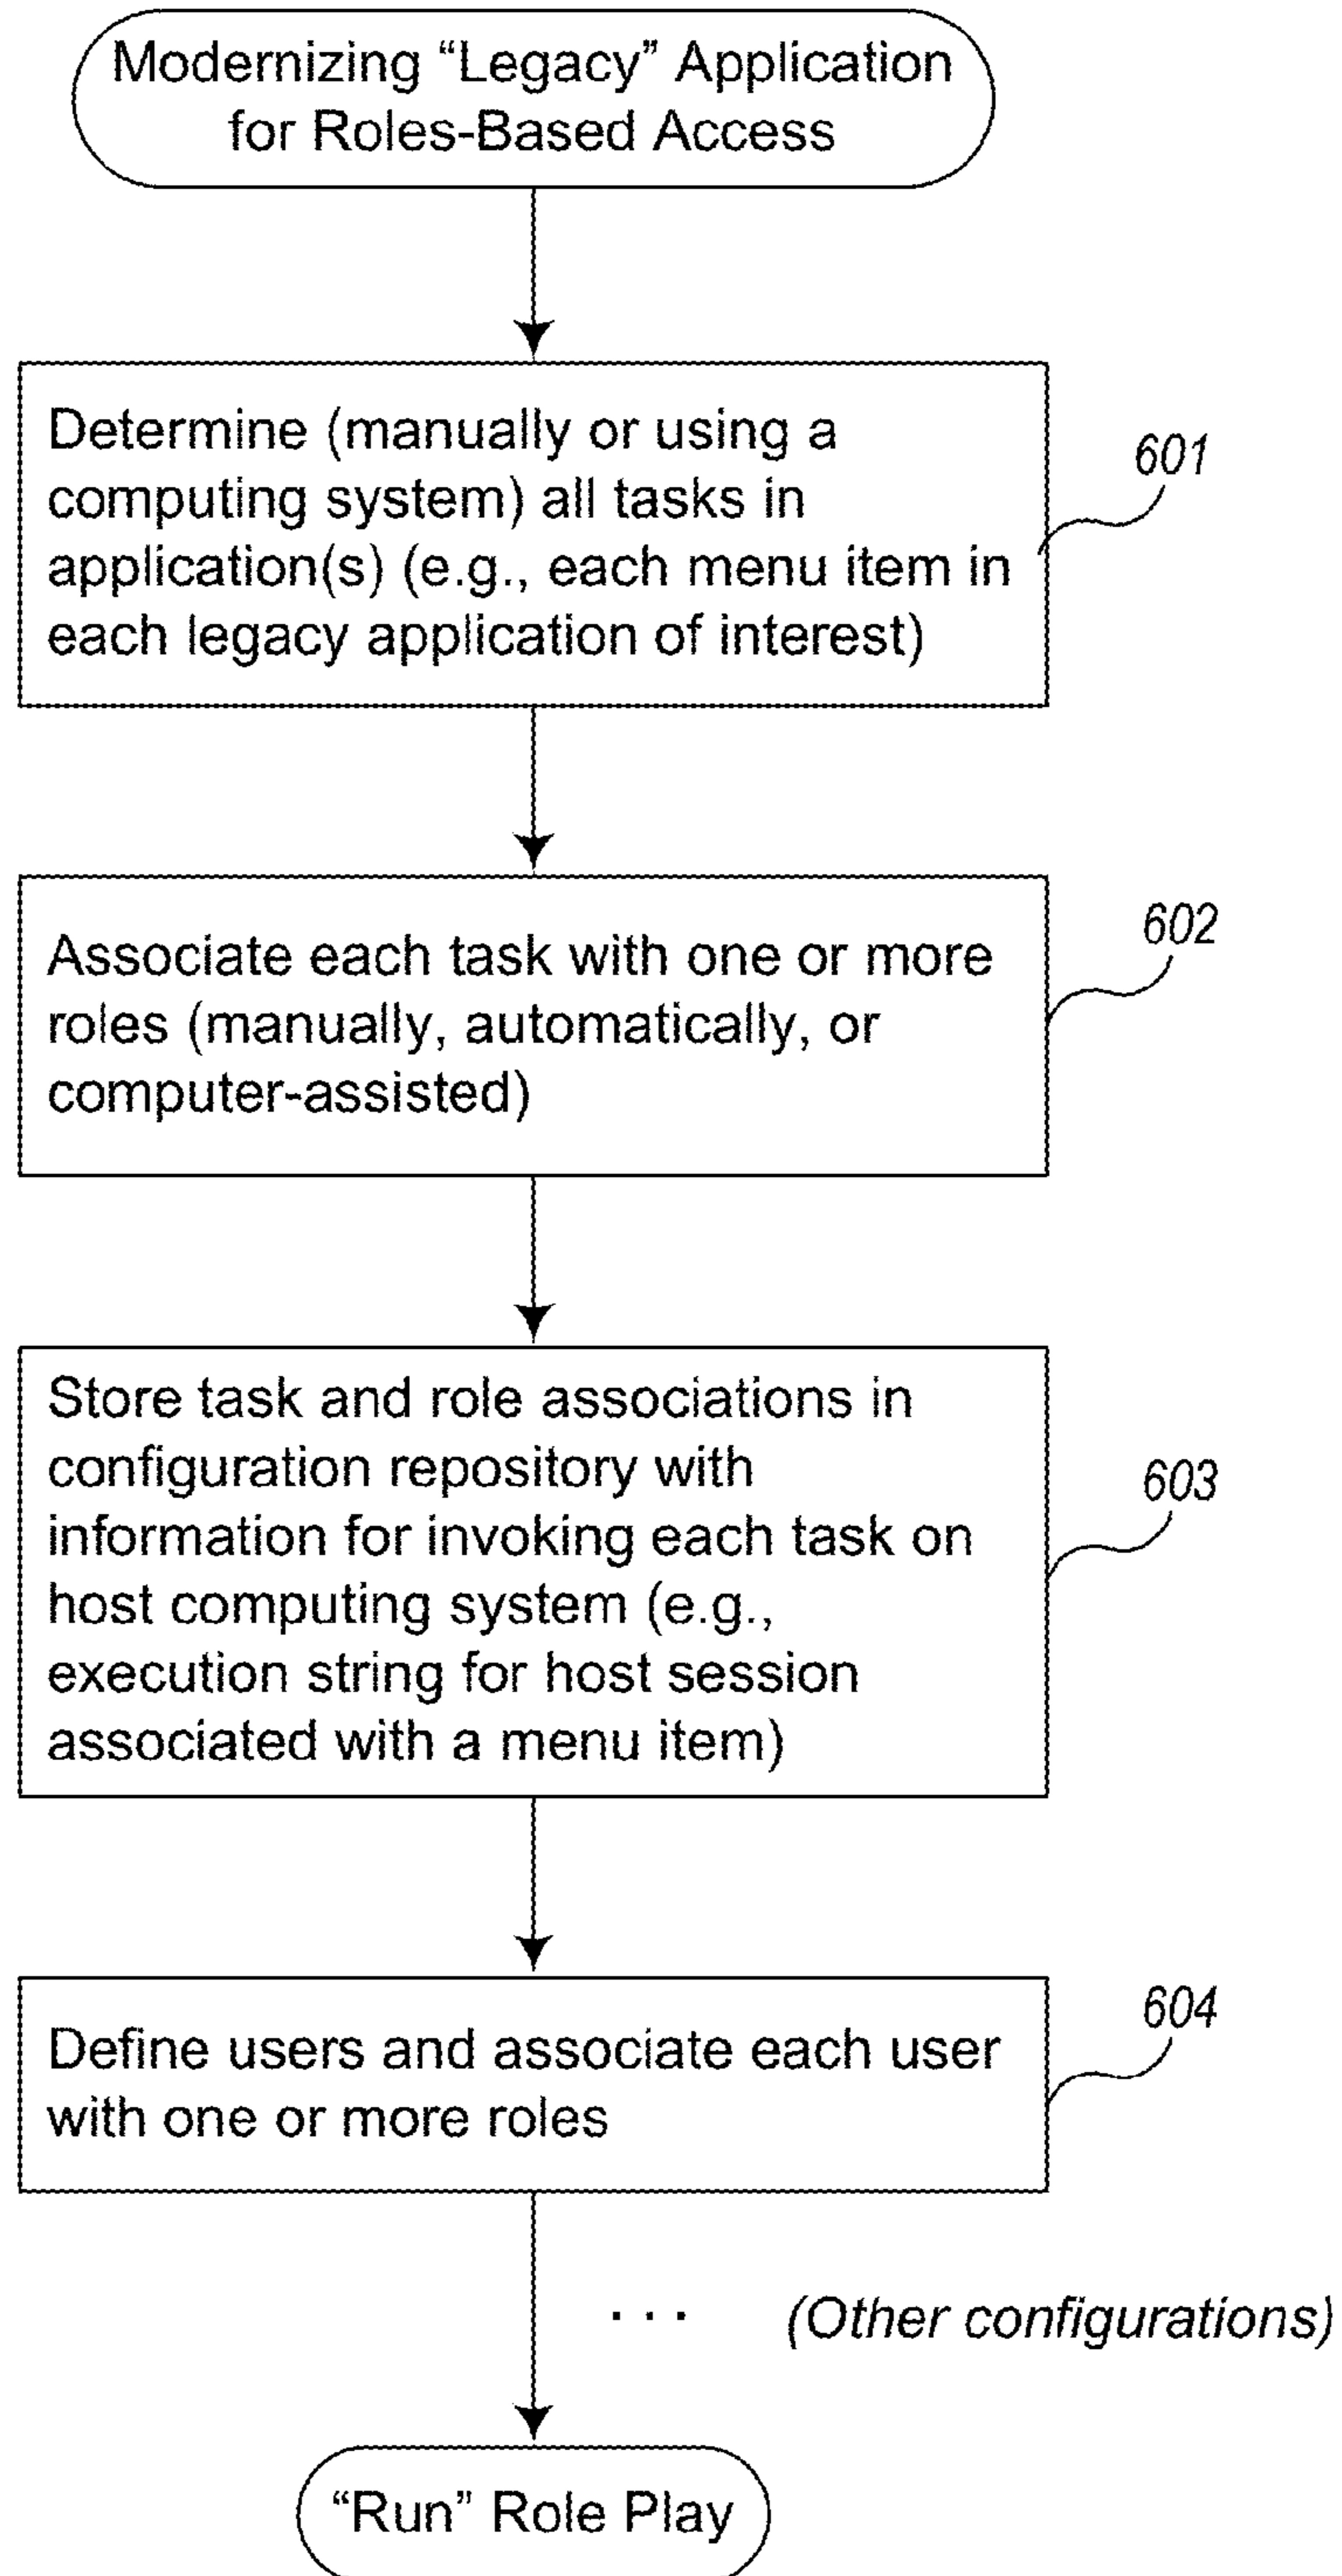 Modernizing “Legacy” Application
for Roles-Based Access
Determine (manually or using a
computing system) all tasks in
application(s) (e.g., each menu item in
each legacy application of interest)
601
Associate each task with one or more
roles (manually, automatically, or
computer-assisted)
602
Store task and role associations in
configuration repository with
information for invoking each task on
host computing system (e.g.,
execution string for host session
associated with a menu item)
603
Define users and associate each user
with one or more roles
604
... (Other configurations)
“Run” Role Play